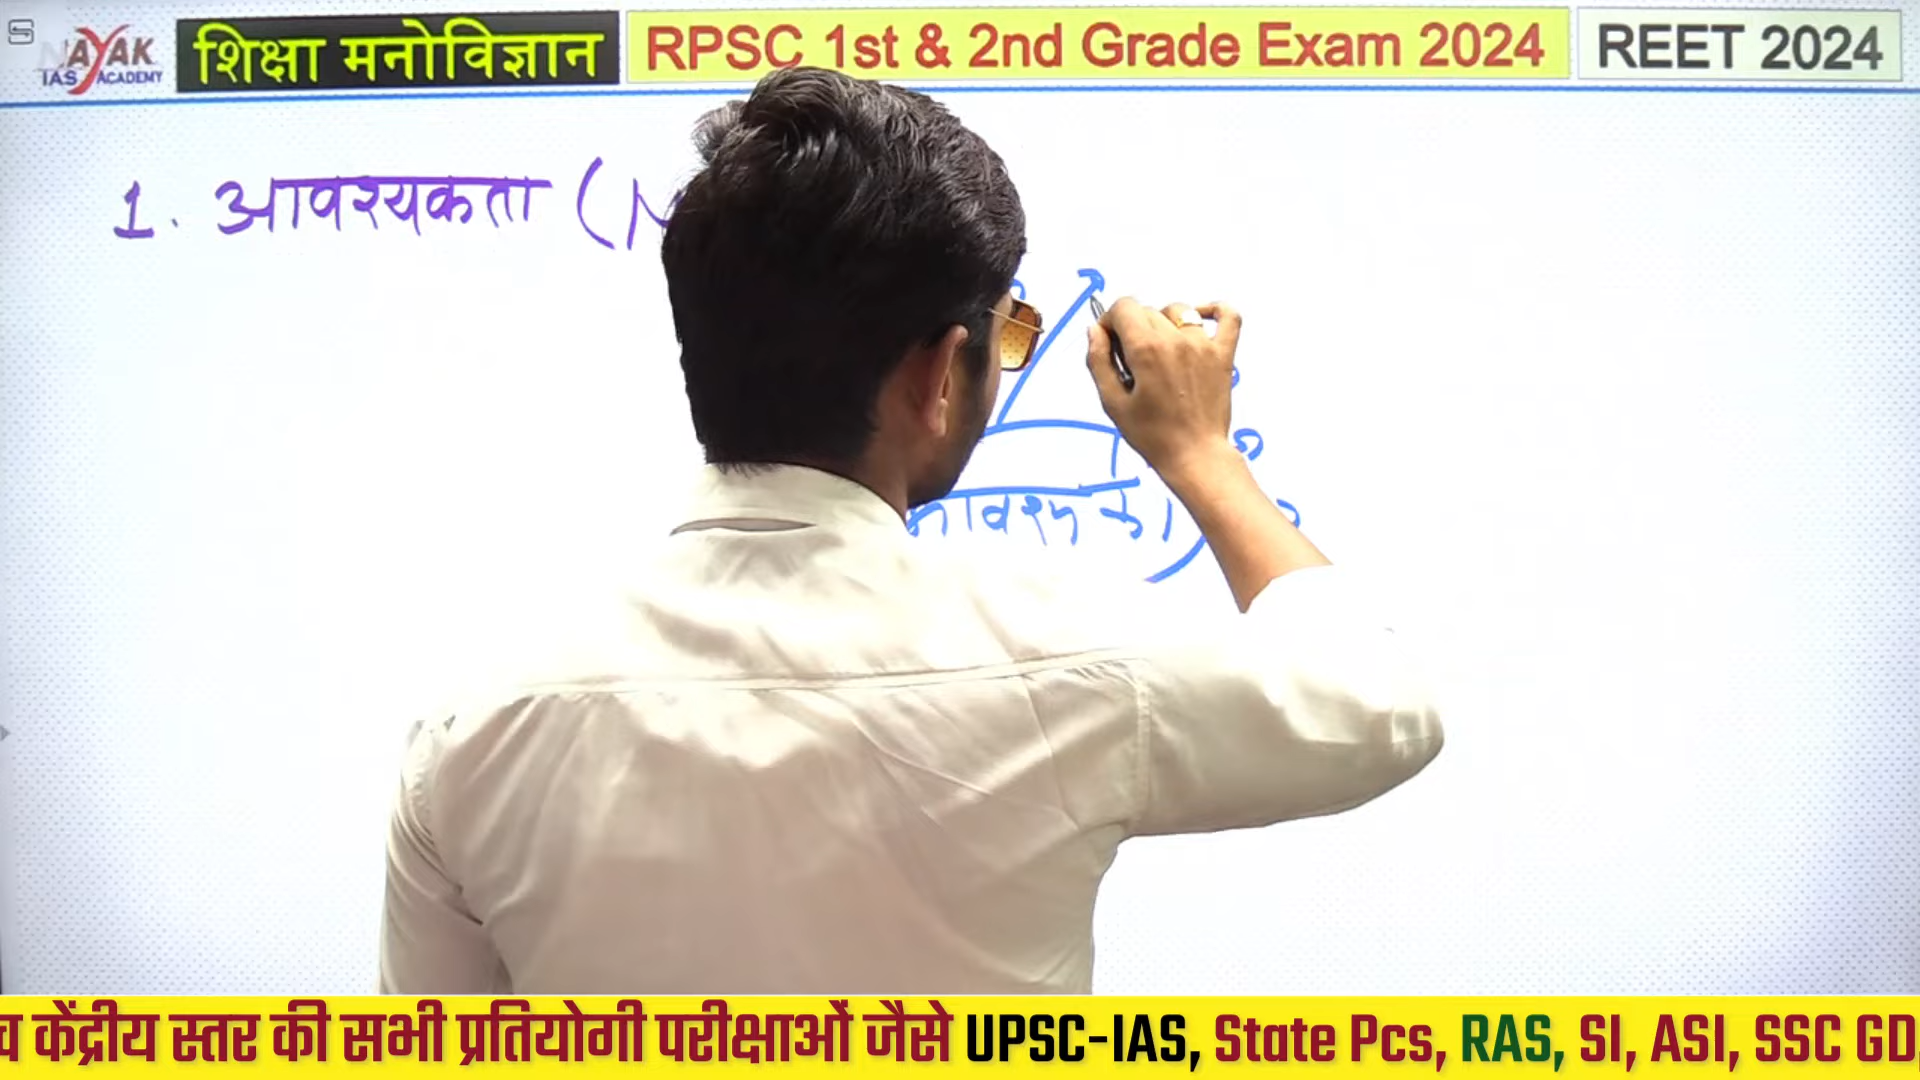 NAYAK
IAS ACADEMY
शिक्षा मनोविज्ञान
RPSC 1st & 2nd Grade Exam 2024
REET 2024
1. आवश्यकता (N
व केंद्रीय स्तर की सभी प्रतियोगी परीक्षाओं जैसे UPSC-IAS, State Pcs, RAS, SI, ASI, SSC GD